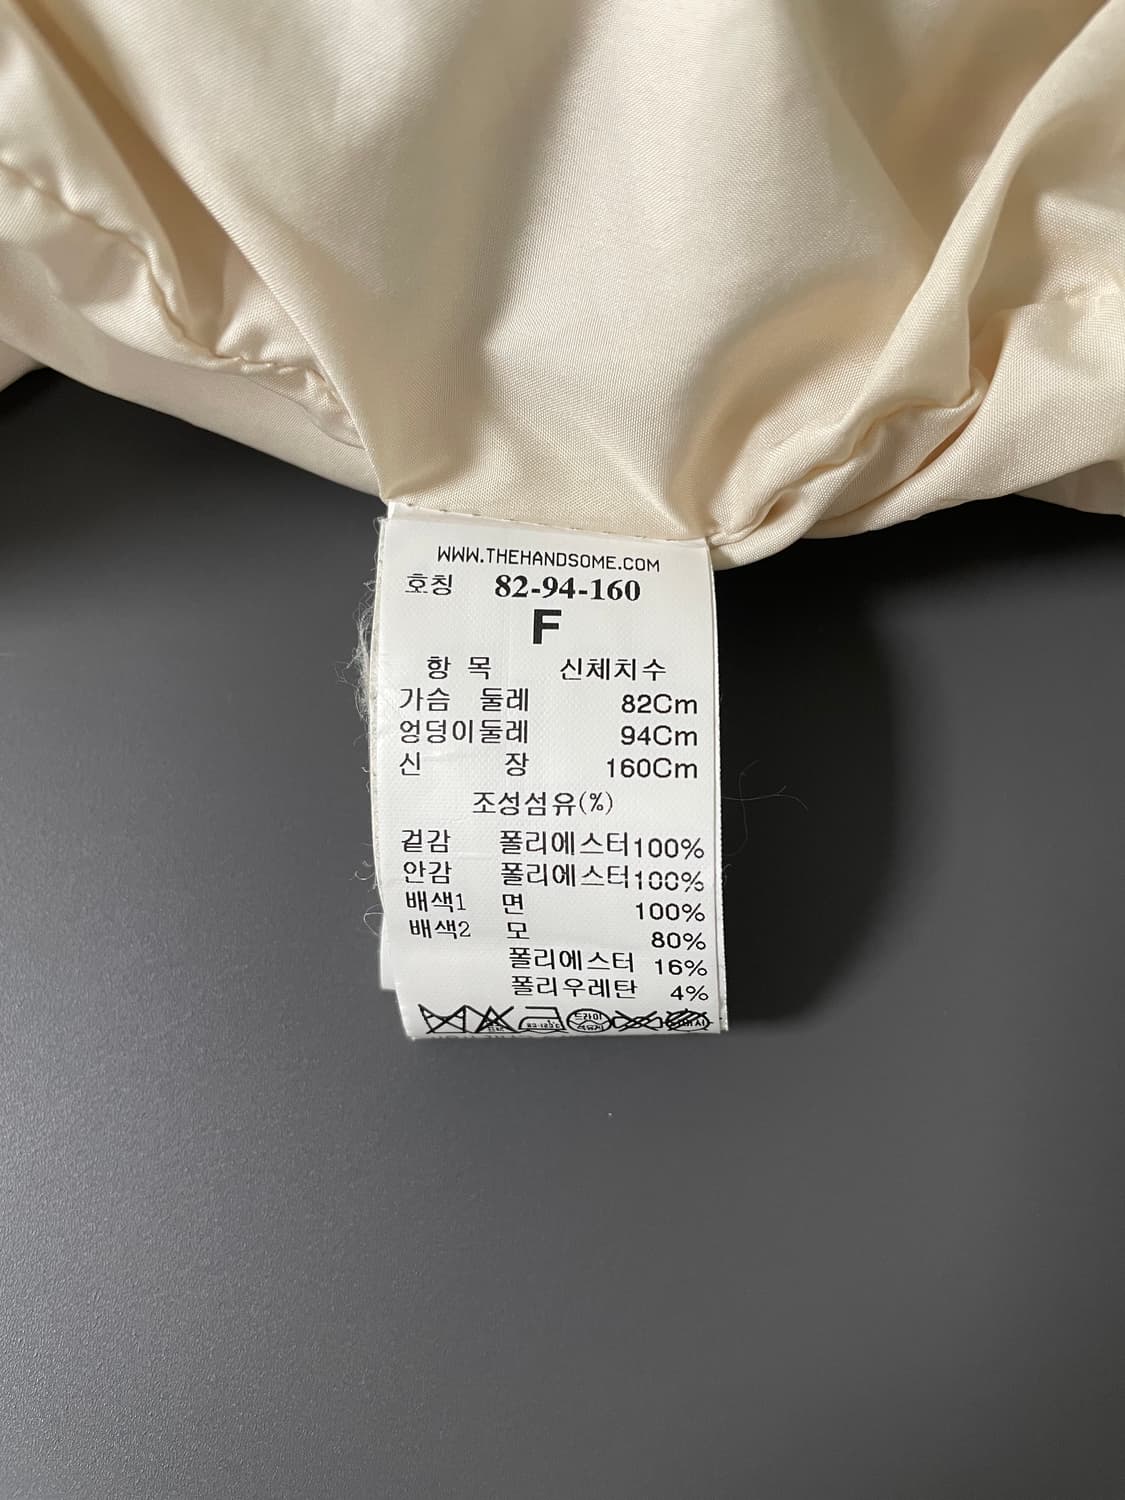 WWW.THEHANDSOME.COM
호칭 82-94-160
F
항 목 신체치수
가슴 둘레 82Cm
엉덩이둘레 94Cm
신 장 160Cm
조성섬유(%)
겉감 폴리에스터100%
안감 폴리에스터100%
배색1 면 100%
배색2 모 80%
폴리에스터 16%
폴리우레탄 4%
드라이